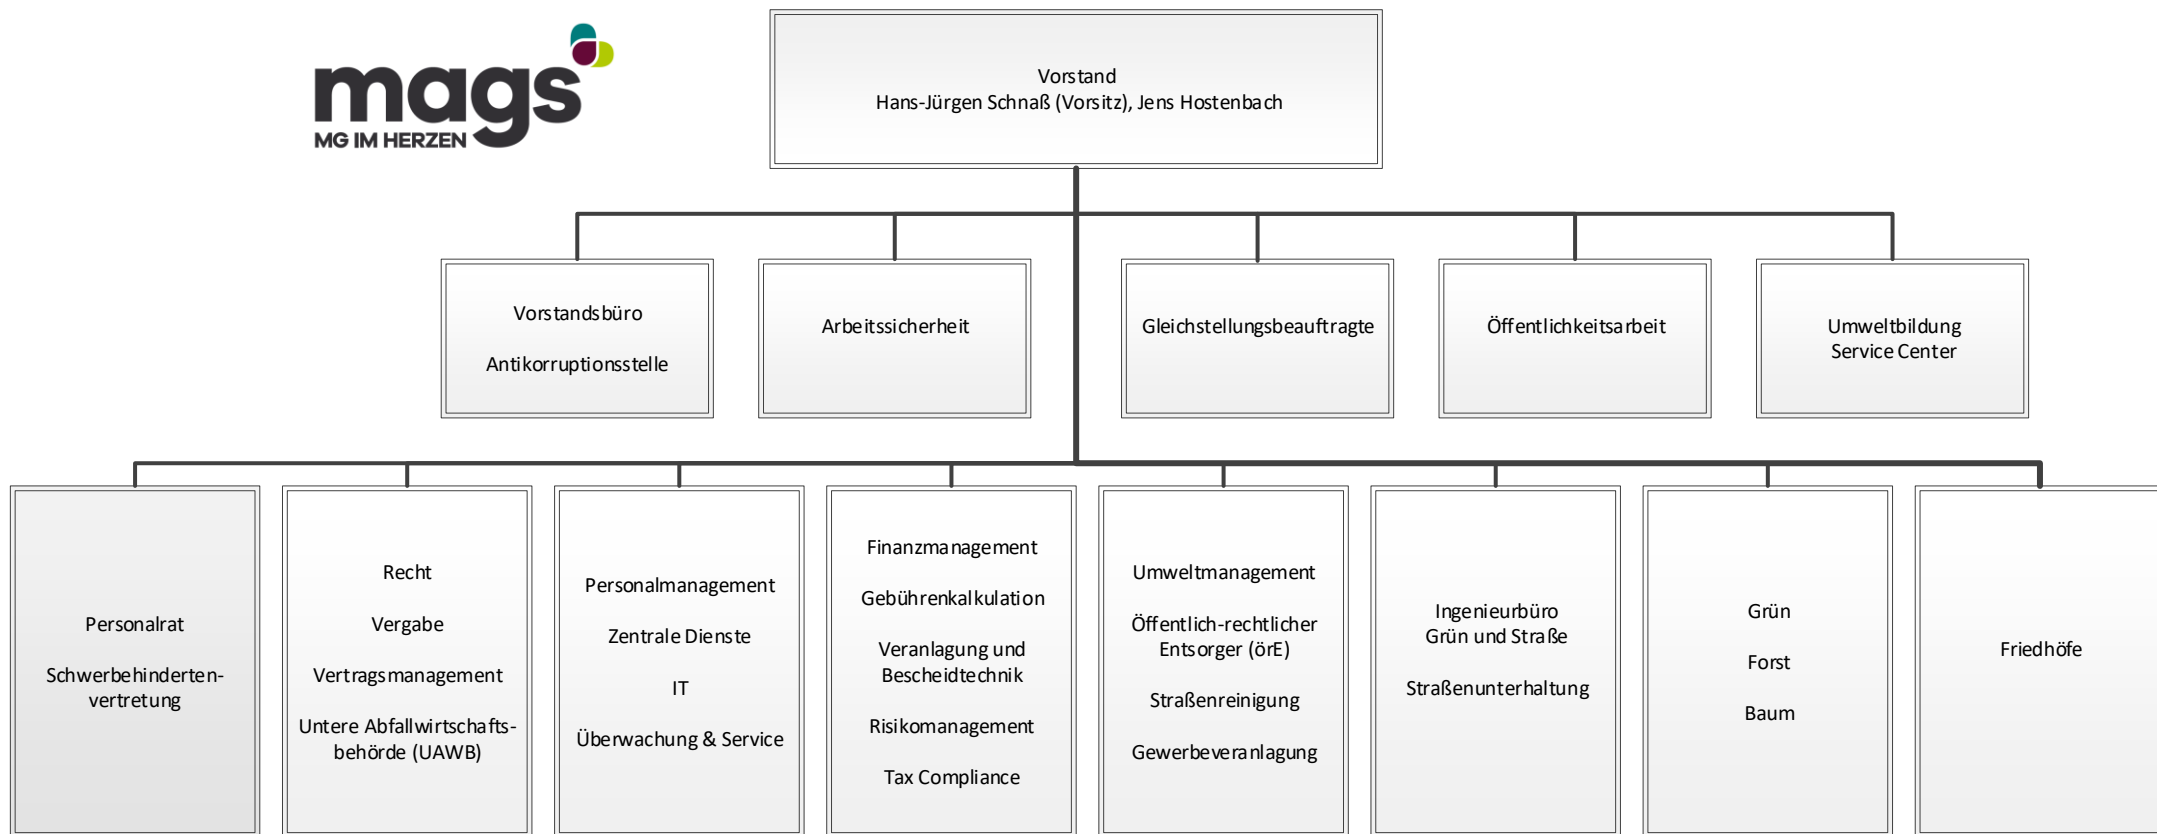 mags
MG IM HERZEN
Vorstand
Hans-Jürgen Schnaß (Vorsitz), Jens Hostenbach
Vorstandsbüro
Antikorruptionsstelle
Arbeitssicherheit
Gleichstellungsbeauftragte
Öffentlichkeitsarbeit
Umweltbildung
Service Center
Personalrat
Schwerbehinderten-
vertretung
Recht
Vergabe
Vertragsmanagement
Untere Abfallwirtschafts-
behörde (UAWB)
Personalmanagement
Zentrale Dienste
IT
Überwachung & Service
Finanzmanagement
Gebührenkalkulation
Veranlagung und
Bescheidtechnik
Risikomanagement
Tax Compliance
Umweltmanagement
Öffentlich-rechtlicher
Entsorger (örE)
Straßenreinigung
Gewerbeveranlagung
Ingenieurbüro
Grün und Straße
Straßenunterhaltung
Grün
Forst
Baum
Friedhöfe